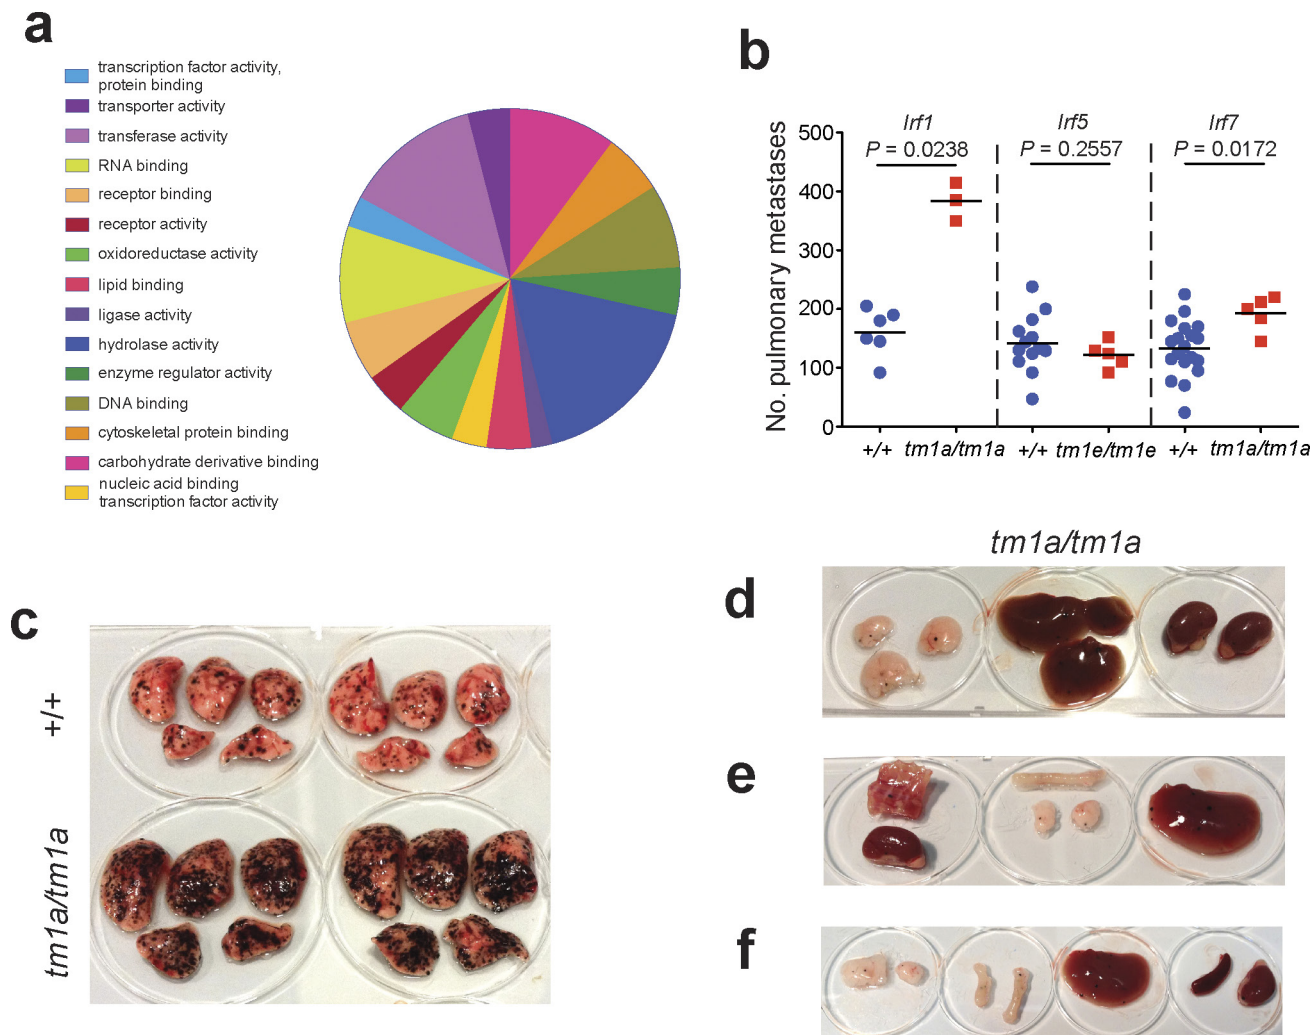 a
transcription factor activity,
protein binding
transporter activity
transferase activity
RNA binding
receptor binding
receptor activity
oxidoreductase activity
lipid binding
ligase activity
hydrolase activity
enzyme regulator activity
DNA binding
cytoskeletal protein binding
carbohydrate derivative binding
nucleic acid binding
transcription factor activity
b
Irf1 Irf5 Irf7
P = 0.0238 P = 0.2557 P = 0.0172
No. pulmonary metastases
500
400
300
200
100
0
+/+ tm1a/tm1a +/+ tm1e/tm1e +/+ tm1a/tm1a
c
+/+
tm1a/tm1a
tm1a/tm1a
d
e
f